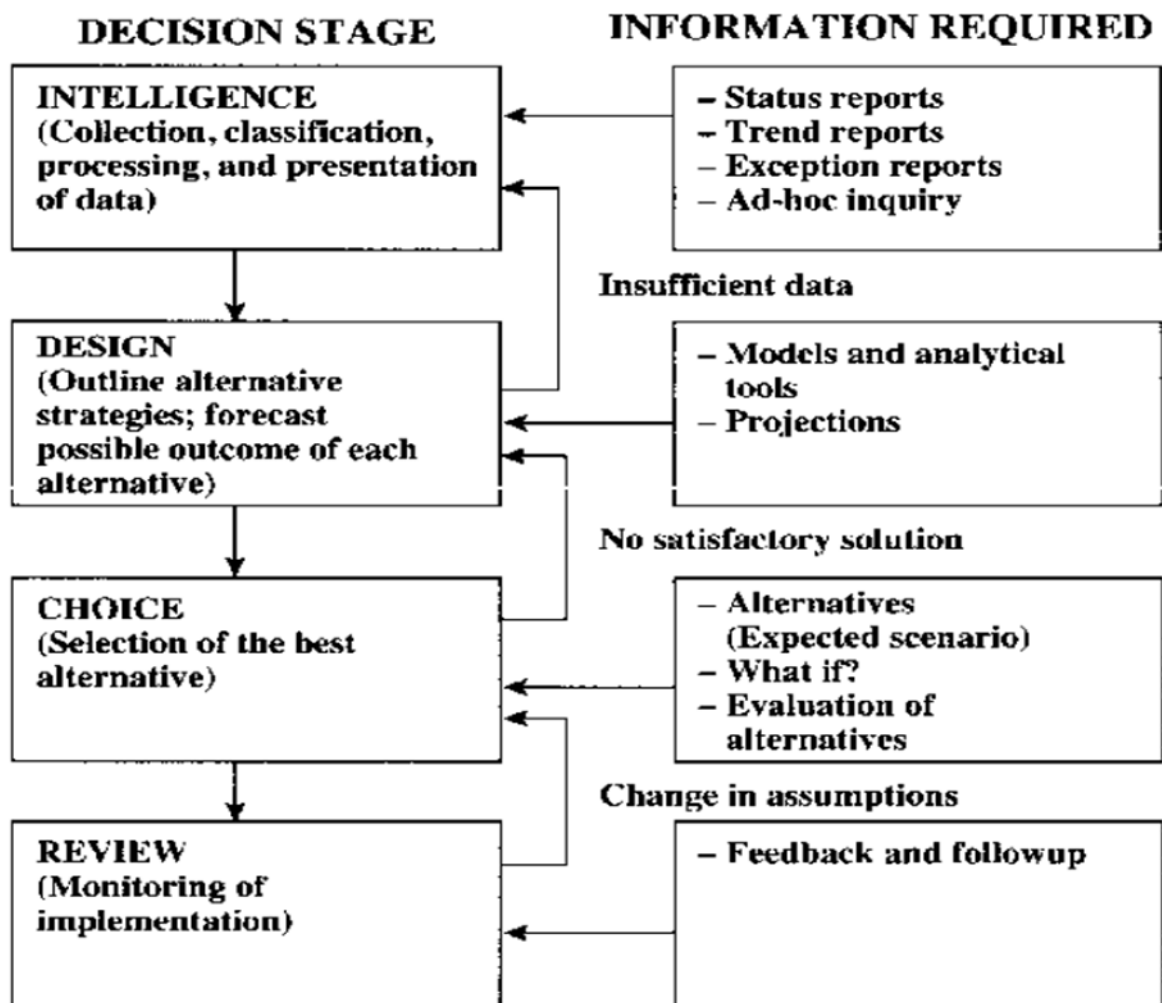 DECISION STAGE
INFORMATION REQUIRED
INTELLIGENCE
(Collection, classification,
processing, and presentation
of data)
– Status reports
– Trend reports
– Exception reports
– Ad-hoc inquiry
Insufficient data
DESIGN
(Outline alternative
strategies; forecast
possible outcome of each
alternative)
– Models and analytical
tools
– Projections
No satisfactory solution
CHOICE
(Selection of the best
alternative)
– Alternatives
(Expected scenario)
– What if?
– Evaluation of
alternatives
Change in assumptions
REVIEW
(Monitoring of
implementation)
– Feedback and followup